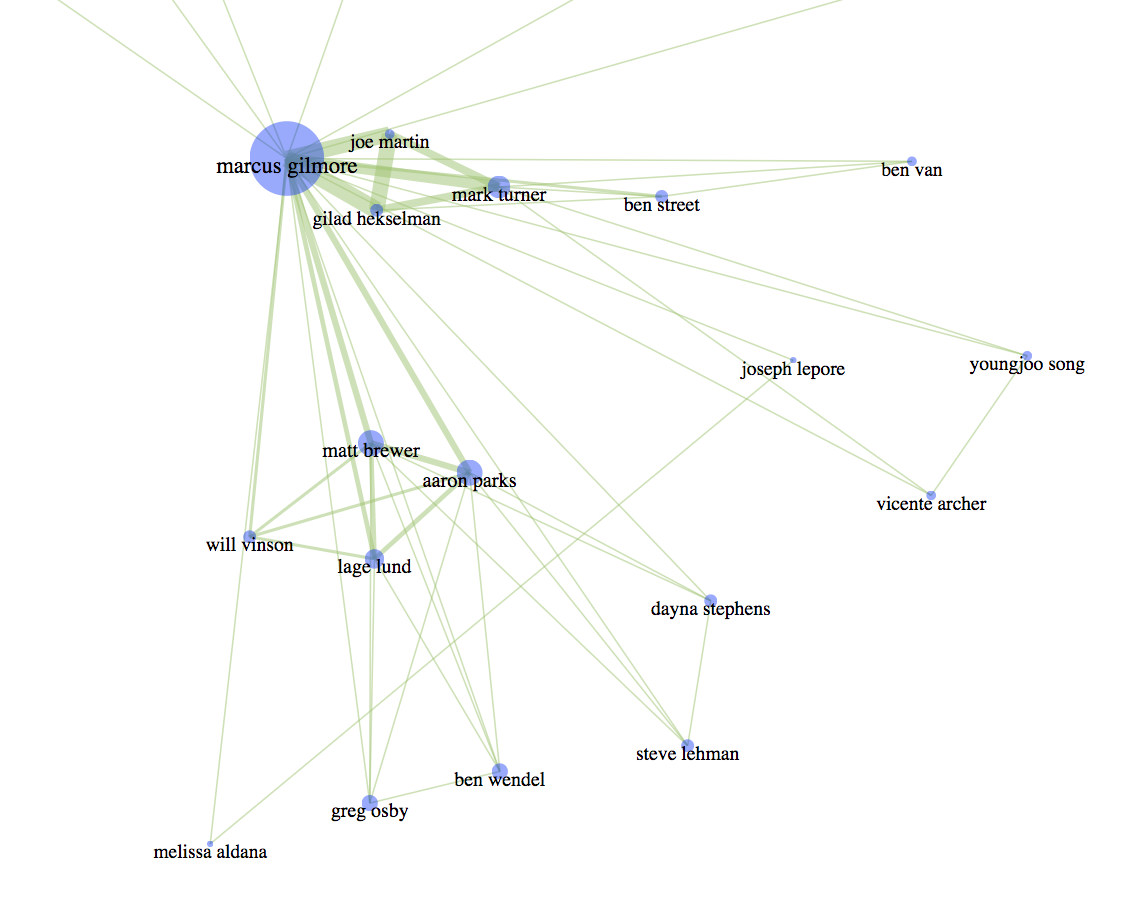 joe martin
marcus gilmore
ben van
mark turner
ben street
gilad hekselman
youngjoo song
joseph lepore
matt brewer
aaron parks
vicente archer
will vinson
lage lund
dayna stephens
steve lehman
ben wendel
greg osby
melissa aldana